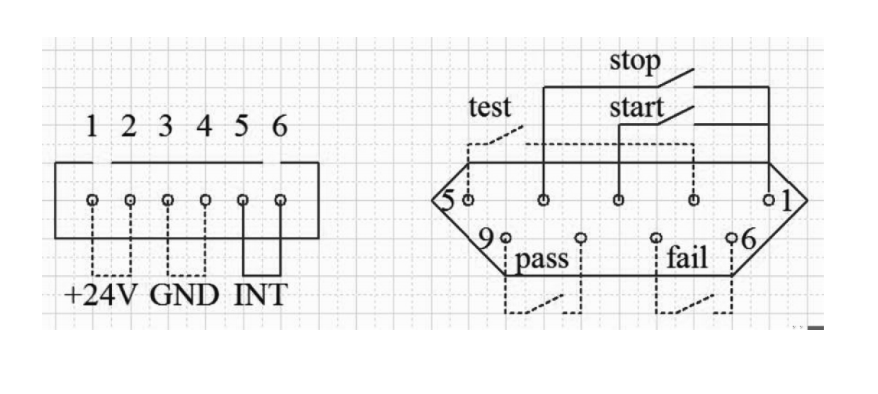 stop
test start
1 2 3 4 5 6
5 1
9 6
pass fail
+24V GND INT